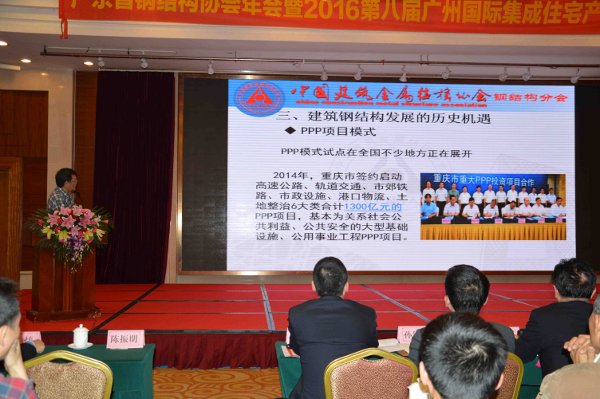 广东省钢结构协会年会暨2016第八届广州国际集成住宅产
中国建筑金属结构协会 钢结构分会
china construction metal structure association
三、建筑钢结构发展的历史机遇
◆ PPP项目模式
PPP模式试点在全国不少地方正在展开
2014年，重庆市签约启动
高速公路、轨道交通、市郊铁
路、市政设施、港口物流、土
地整治6大类合计1300亿元的
PPP项目，基本为关系社会公
共利益、公共安全的大型基础
设施、公用事业工程PPP项目。
重庆市重大PPP投资项目合作
陈振明